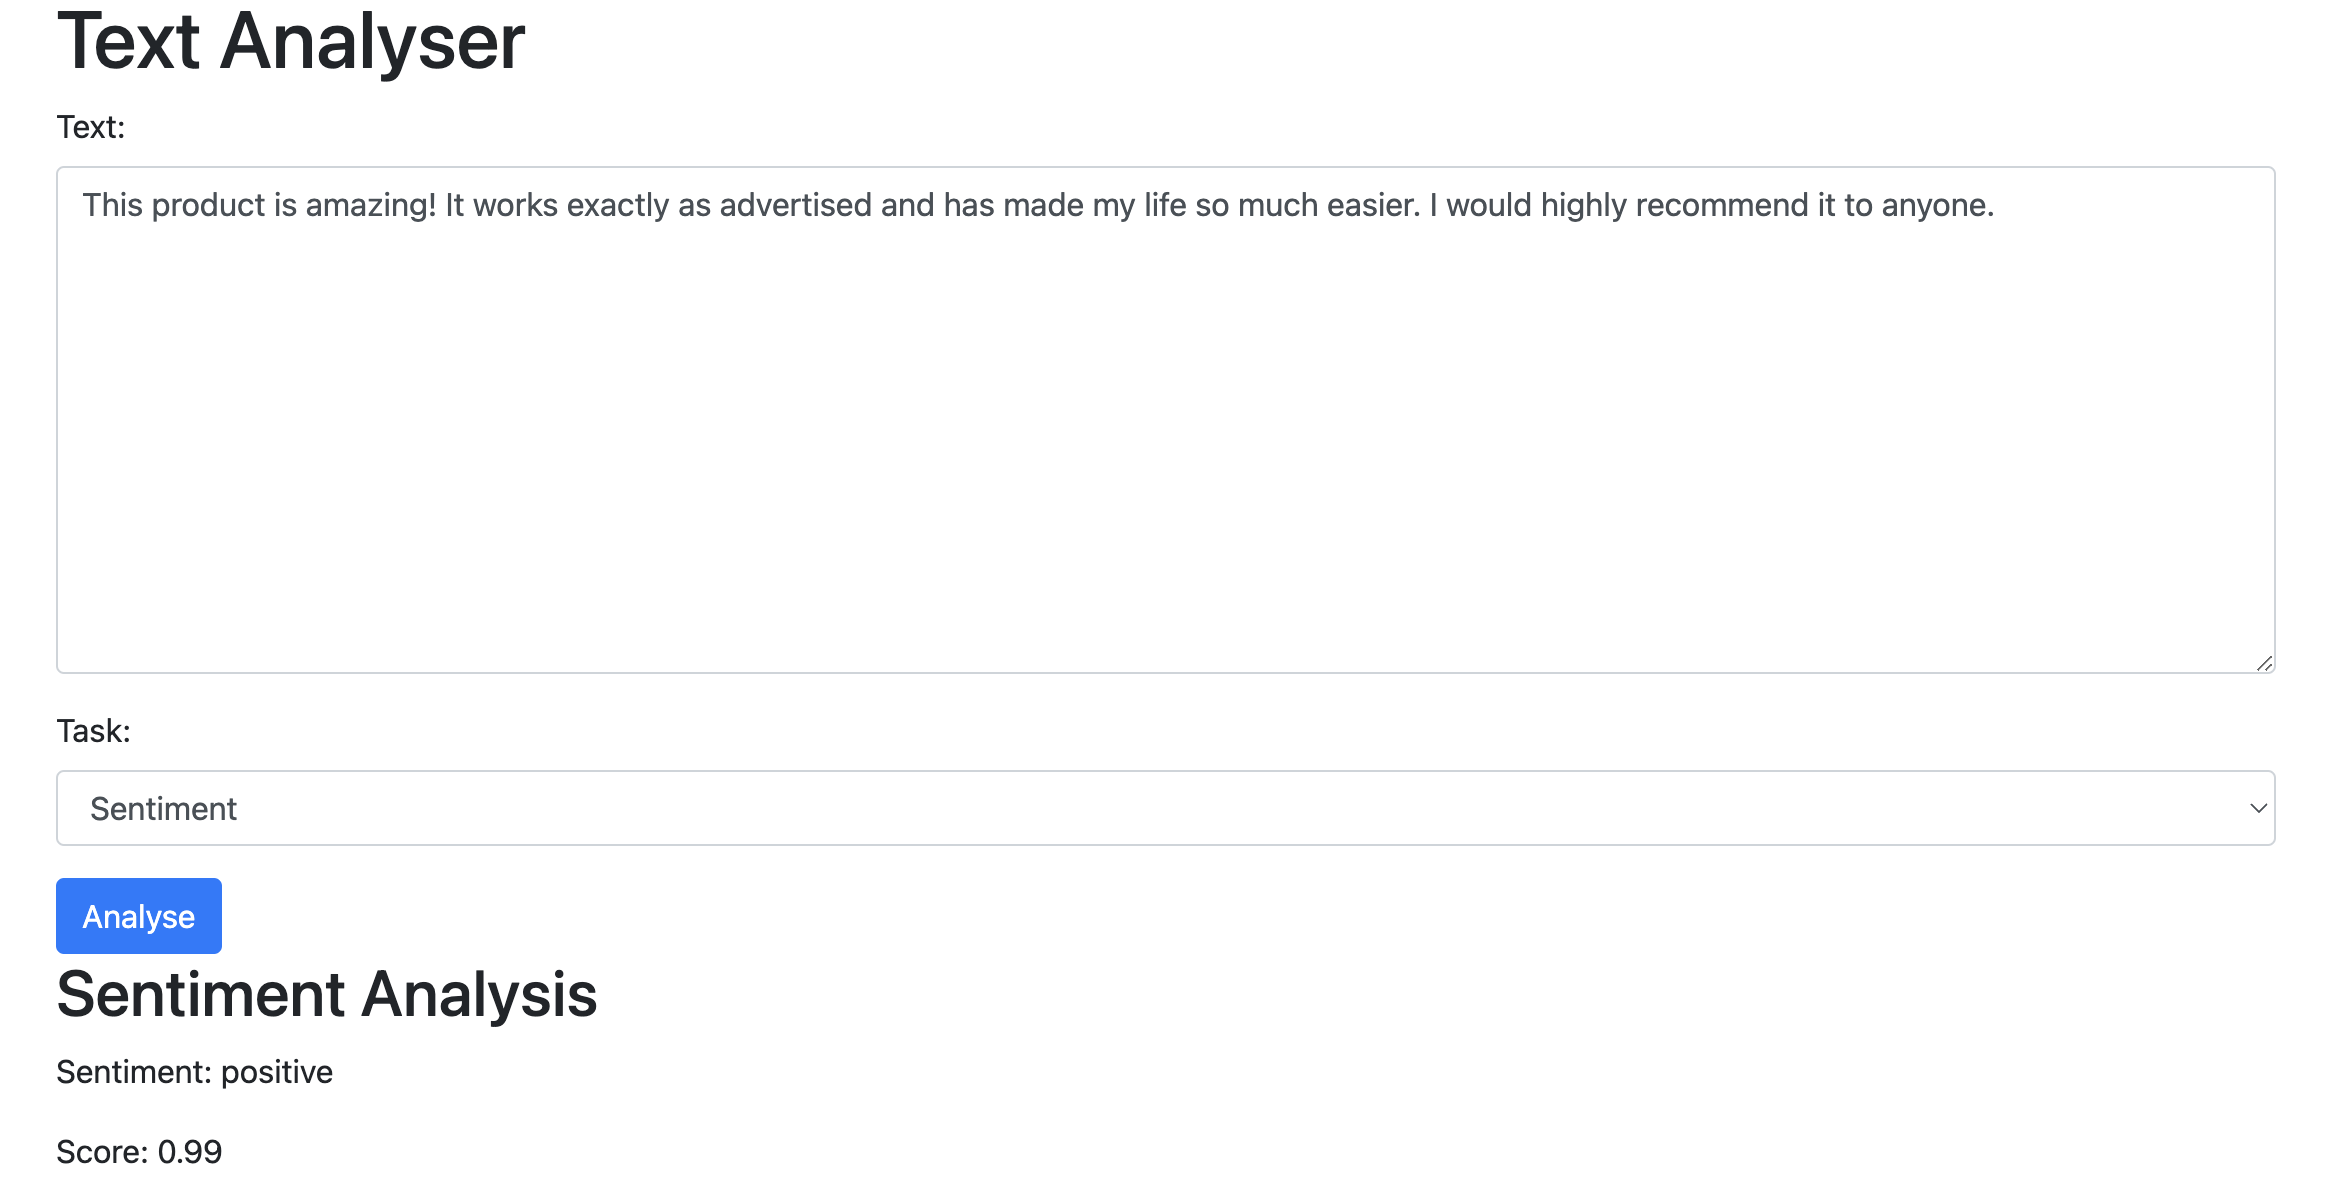 Text Analyser
Text:
This product is amazing! It works exactly as advertised and has made my life so much easier. I would highly recommend it to anyone.
Task:
Sentiment
Analyse
Sentiment Analysis
Sentiment: positive
Score: 0.99